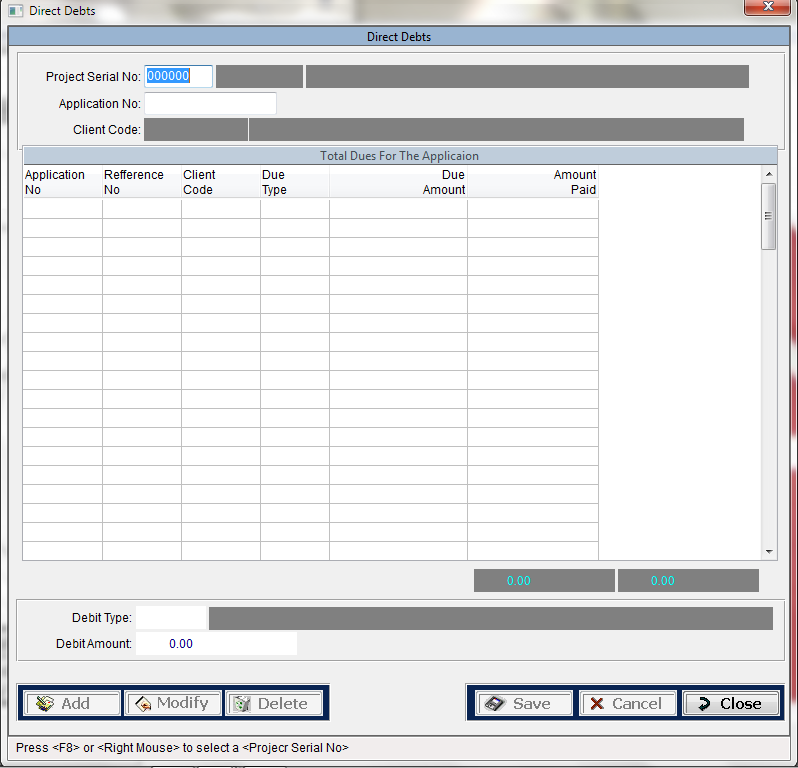 Direct Debts
Direct Debts
Project Serial No: 000000
Application No:
Client Code:
Total Dues For The Applicaion
Application No
Refference No
Client Code
Due Type
Due Amount
Amount Paid
0.00 0.00
Debit Type:
Debit Amount: 0.00
Add Modify Delete Save Cancel Close
Press <F8> or <Right Mouse> to select a <Projecr Serial No>